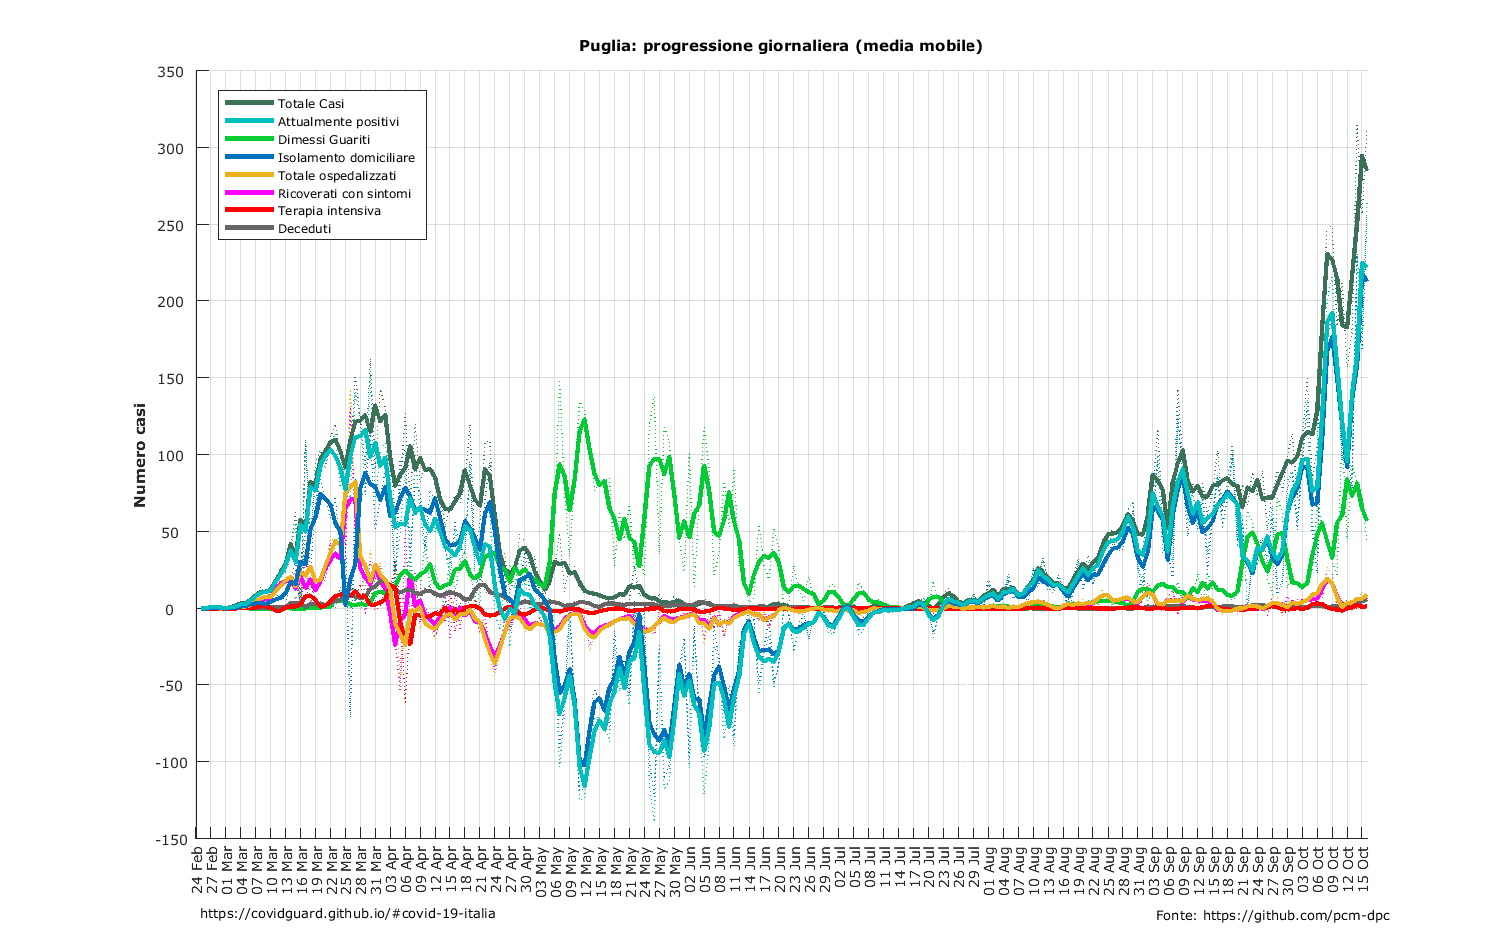 Puglia: progressione giornaliera (media mobile)
Numero casi
350
300
250
200
150
100
50
0
-50
-100
-150
Totale Casi
Attualmente positivi
Dimessi Guariti
Isolamento domiciliare
Totale ospedalizzati
Ricoverati con sintomi
Terapia intensiva
Deceduti
24 Feb
27 Feb
01 Mar
04 Mar
07 Mar
10 Mar
13 Mar
16 Mar
19 Mar
22 Mar
25 Mar
28 Mar
31 Mar
03 Apr
06 Apr
09 Apr
12 Apr
15 Apr
18 Apr
21 Apr
24 Apr
27 Apr
30 Apr
03 May
06 May
09 May
12 May
15 May
18 May
21 May
24 May
27 May
30 May
02 Jun
05 Jun
08 Jun
11 Jun
14 Jun
17 Jun
20 Jun
23 Jun
26 Jun
29 Jun
02 Jul
05 Jul
08 Jul
11 Jul
14 Jul
17 Jul
20 Jul
23 Jul
26 Jul
29 Jul
01 Aug
04 Aug
07 Aug
10 Aug
13 Aug
16 Aug
19 Aug
22 Aug
25 Aug
28 Aug
31 Aug
03 Sep
06 Sep
09 Sep
12 Sep
15 Sep
18 Sep
21 Sep
24 Sep
27 Sep
30 Sep
03 Oct
06 Oct
09 Oct
12 Oct
15 Oct
https://covidguard.github.io/#covid-19-italia
Fonte: https://github.com/pcm-dpc